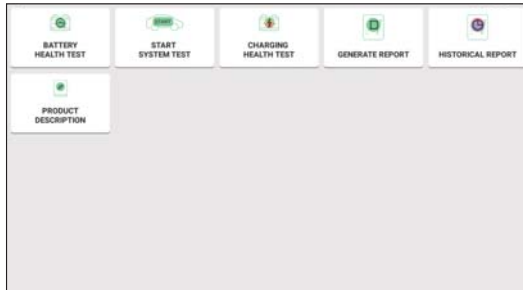 BATTERY
HEALTH TEST
START
START
SYSTEM TEST
CHARGING
HEALTH TEST
GENERATE REPORT
HISTORICAL REPORT
PRODUCT
DESCRIPTION